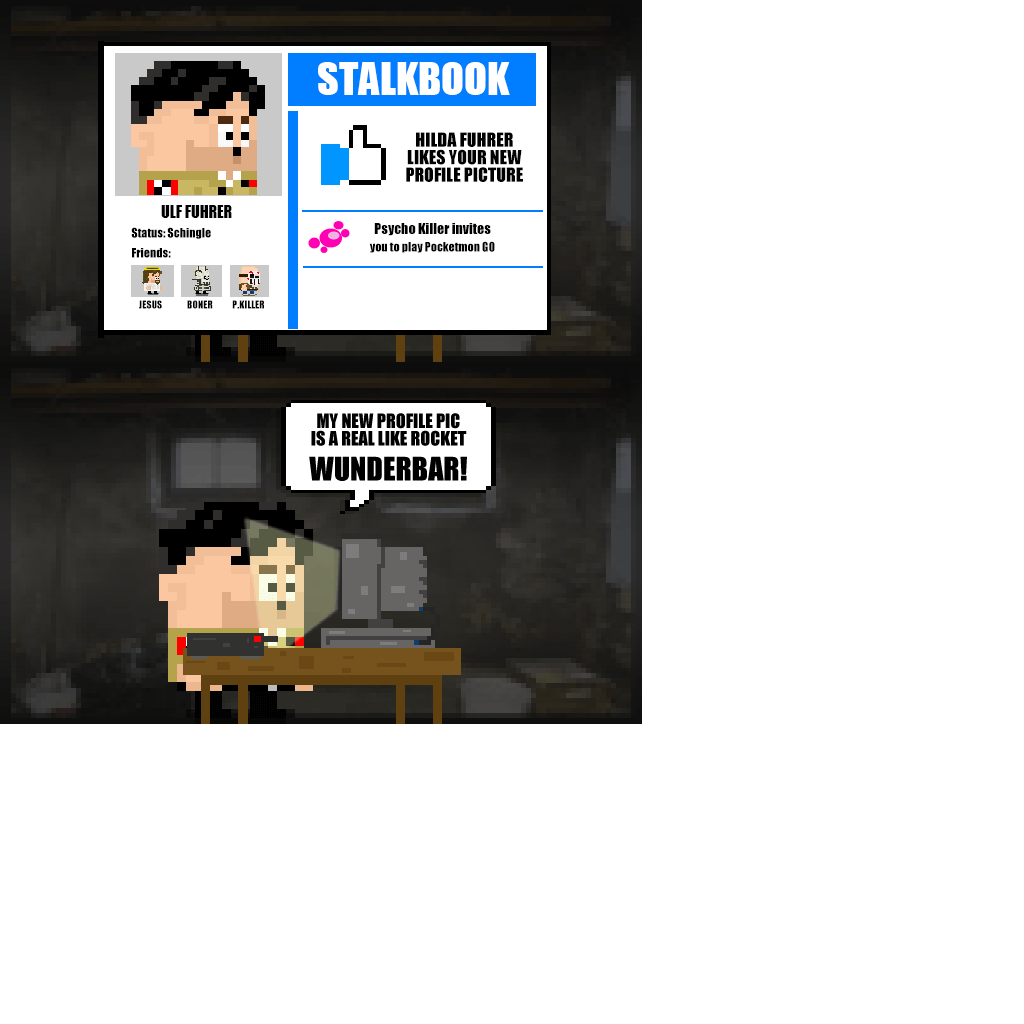 STALKBOOK
HILDA FUHRER
LIKES YOUR NEW
PROFILE PICTURE
ULF FUHRER
Status: Schingle
Friends:
JESUS
BONER
P.KILLER
Psycho Killer invites
you to play Pocketmon GO
MY NEW PROFILE PIC
IS A REAL LIKE ROCKET
WUNDERBAR!